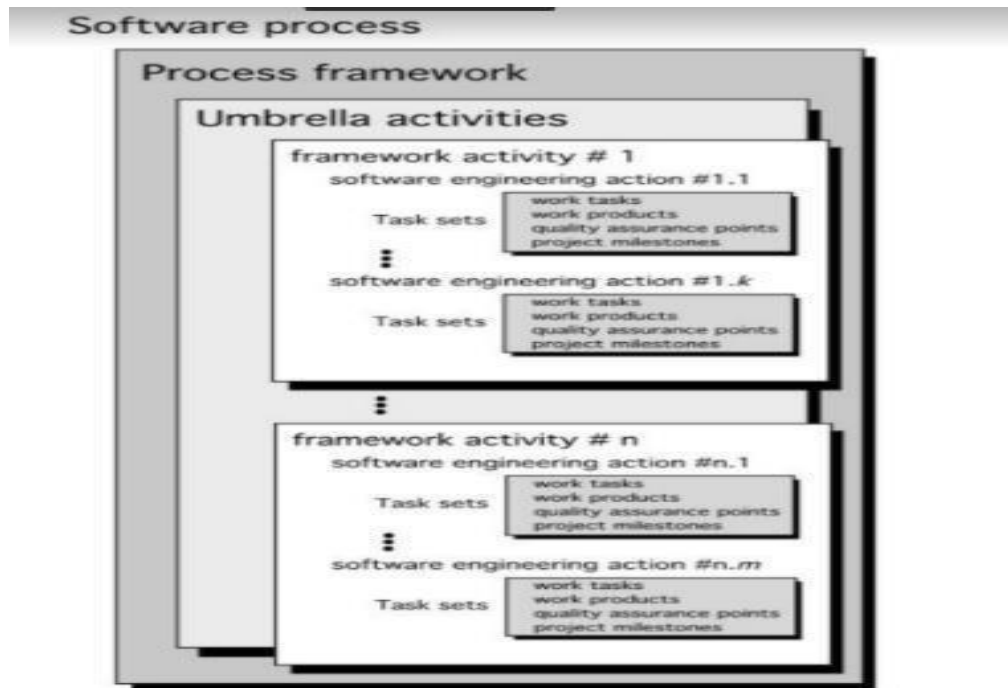 Software process
Process framework
Umbrella activities
framework activity # 1
software engineering action #1.1
Task sets
work tasks
work products
quality assurance points
project milestones
software engineering action #1.k
Task sets
work tasks
work products
quality assurance points
project milestones
framework activity # n
software engineering action #n.1
Task sets
work tasks
work products
quality assurance points
project milestones
software engineering action #n.m
Task sets
work tasks
work products
quality assurance points
project milestones